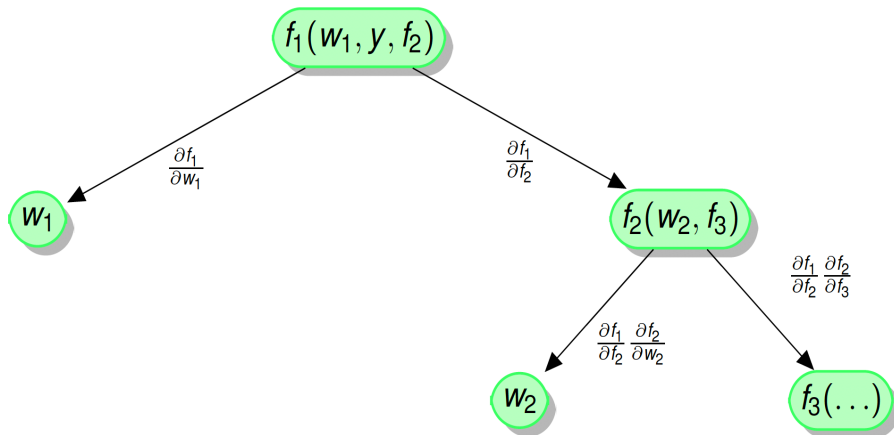 f₁(w₁, y, f₂)
∂f₁/∂w₁
∂f₁/∂f₂
w₁
f₂(w₂, f₃)
∂f₁/∂f₂ ∂f₂/∂f₃
∂f₁/∂f₂ ∂f₂/∂w₂
w₂
f₃(...)